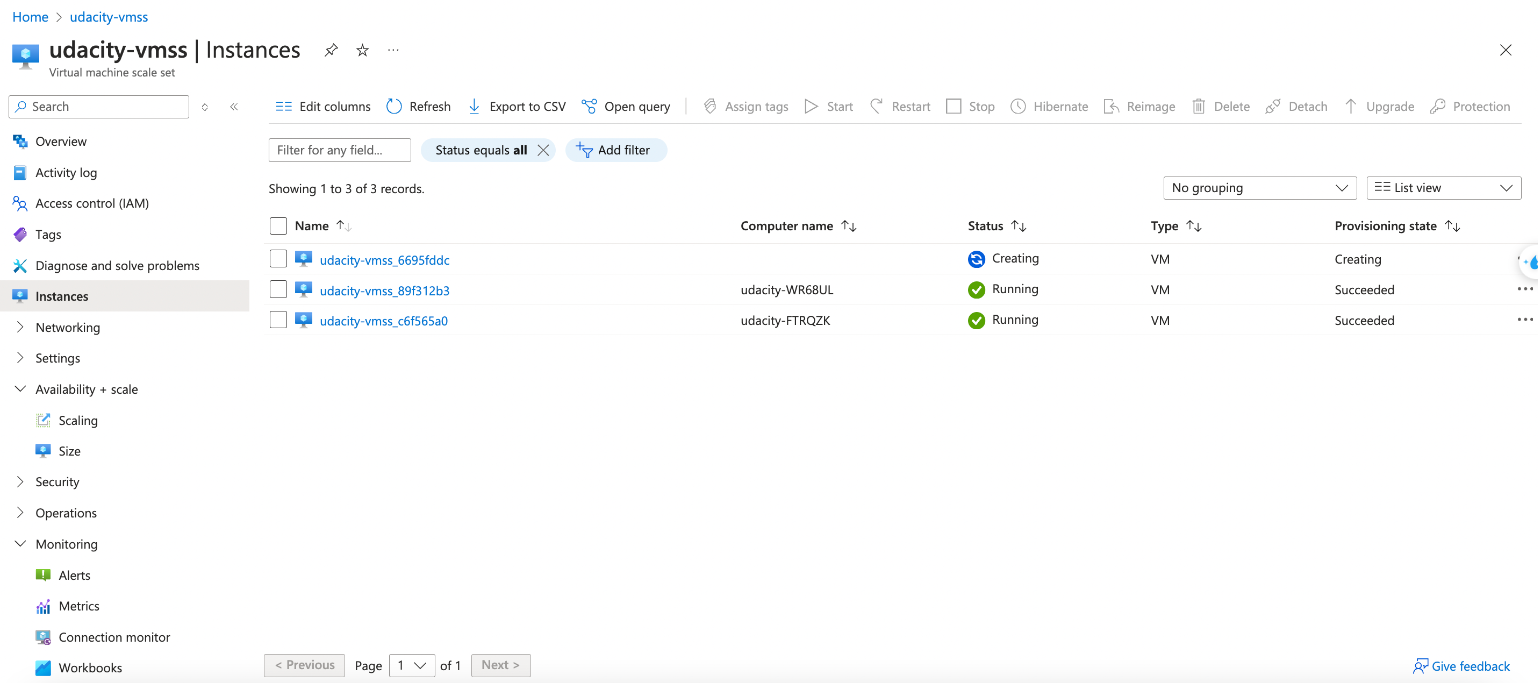 Home > udacity-vmss
udacity-vmss | Instances
Virtual machine scale set
Search
Edit columns Refresh Export to CSV Open query Assign tags Start Restart Stop Hibernate Reimage Delete Detach Upgrade Protection
Overview
Activity log
Access control (IAM)
Tags
Diagnose and solve problems
Instances
Networking
Settings
Availability + scale
Scaling
Size
Security
Operations
Monitoring
Alerts
Metrics
Connection monitor
Workbooks
Filter for any field... Status equals all Add filter
Showing 1 to 3 of 3 records.
No grouping List view
Name Computer name Status Type Provisioning state
udacity-vmss_6695fddc Creating VM Creating
udacity-vmss_89f312b3 udacity-WR68UL Running VM Succeeded
udacity-vmss_c6f565a0 udacity-FTRQZK Running VM Succeeded
< Previous Page 1 of 1 Next >
Give feedback